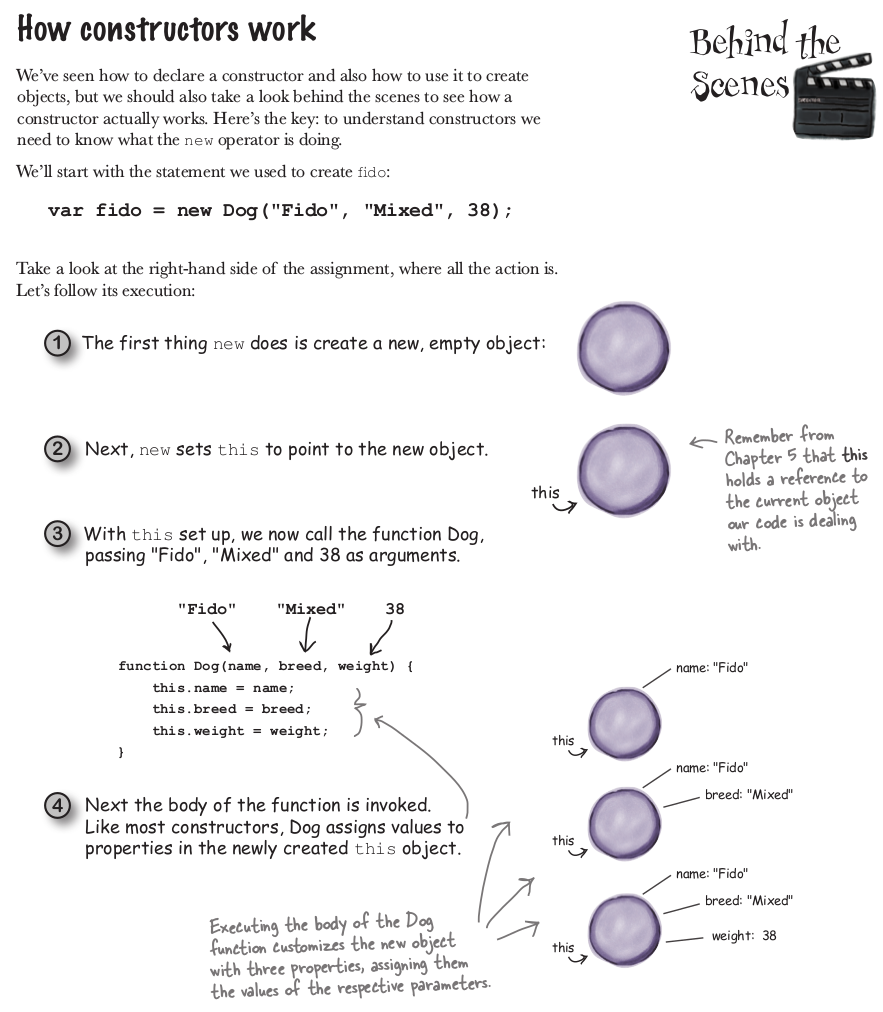 How constructors work
Behind the
Scenes
We've seen how to declare a constructor and also how to use it to create
objects, but we should also take a look behind the scenes to see how a
constructor actually works. Here's the key: to understand constructors we
need to know what the new operator is doing.
We'll start with the statement we used to create fido:
var fido = new Dog("Fido", "Mixed", 38);
Take a look at the right-hand side of the assignment, where all the action is.
Let's follow its execution:
1 The first thing new does is create a new, empty object:
2 Next, new sets this to point to the new object.
this
Remember from
Chapter 5 that this
holds a reference to
the current object
our code is dealing
with.
3 With this set up, we now call the function Dog,
passing "Fido", "Mixed" and 38 as arguments.
"Fido" "Mixed" 38
function Dog(name, breed, weight) {
this.name = name;
this.breed = breed;
this.weight = weight;
}
name: "Fido"
this
name: "Fido"
breed: "Mixed"
this
name: "Fido"
breed: "Mixed"
weight: 38
this
4 Next the body of the function is invoked.
Like most constructors, Dog assigns values to
properties in the newly created this object.
Executing the body of the Dog
function customizes the new object
with three properties, assigning them
the values of the respective parameters.